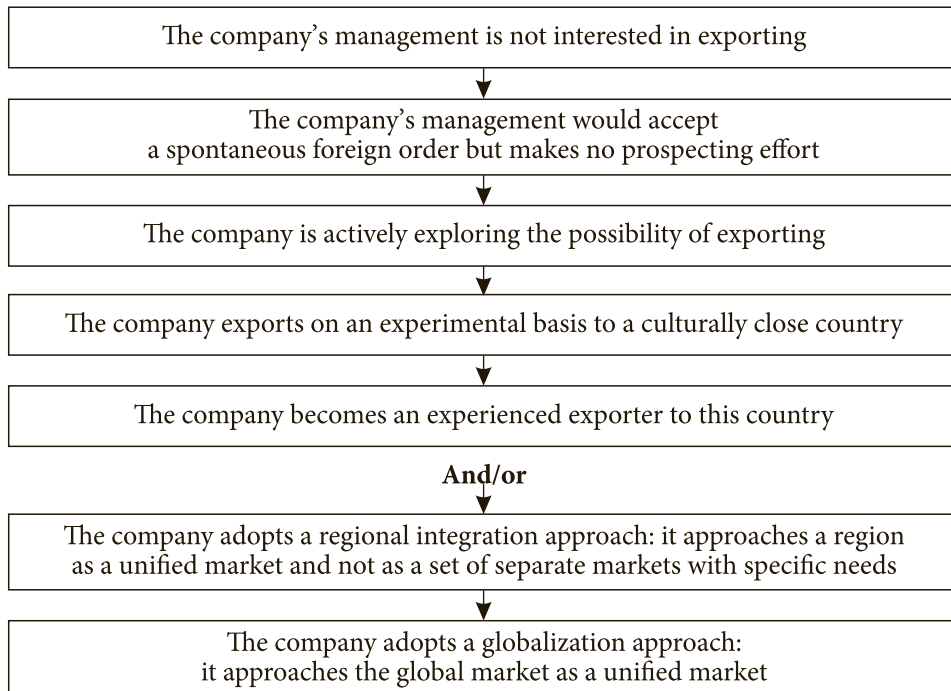 The company’s management is not interested in exporting
The company’s management would accept
a spontaneous foreign order but makes no prospecting effort
The company is actively exploring the possibility of exporting
The company exports on an experimental basis to a culturally close country
The company becomes an experienced exporter to this country
And/or
The company adopts a regional integration approach: it approaches a region
as a unified market and not as a set of separate markets with specific needs
The company adopts a globalization approach:
it approaches the global market as a unified market